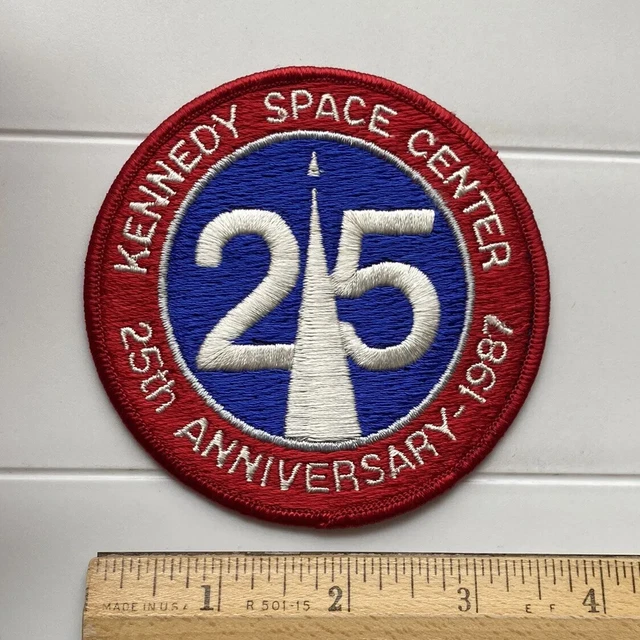 KENNEDY SPACE CENTER
25
25th ANNIVERSARY-1987
1 2 3 4
MADE IN U.S.A. R 501-15 E F